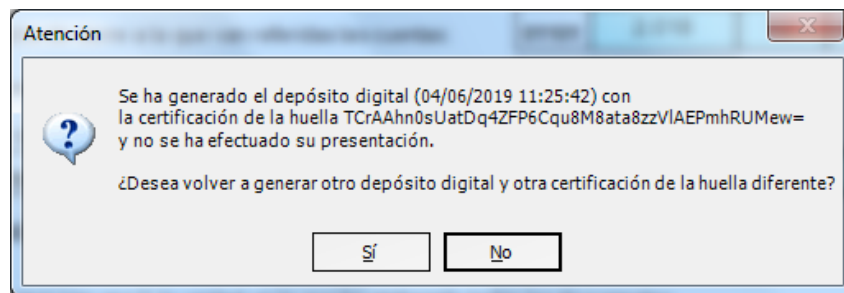 Atención
Se ha generado el depósito digital (04/06/2019 11:25:42) con
la certificación de la huella TCrAAhn0sUatDq4ZFP6Cqu8M8ata8zzVlAEPmhRUMew=
y no se ha efectuado su presentación.
¿Desea volver a generar otro depósito digital y otra certificación de la huella diferente?
Sí
No